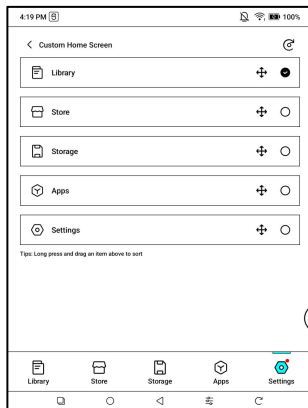 4:19 PM 100%
Custom Home Screen
Library
Store
Storage
Apps
Settings
Tips: Long press and drag an item above to sort
Library Store Storage Apps Settings